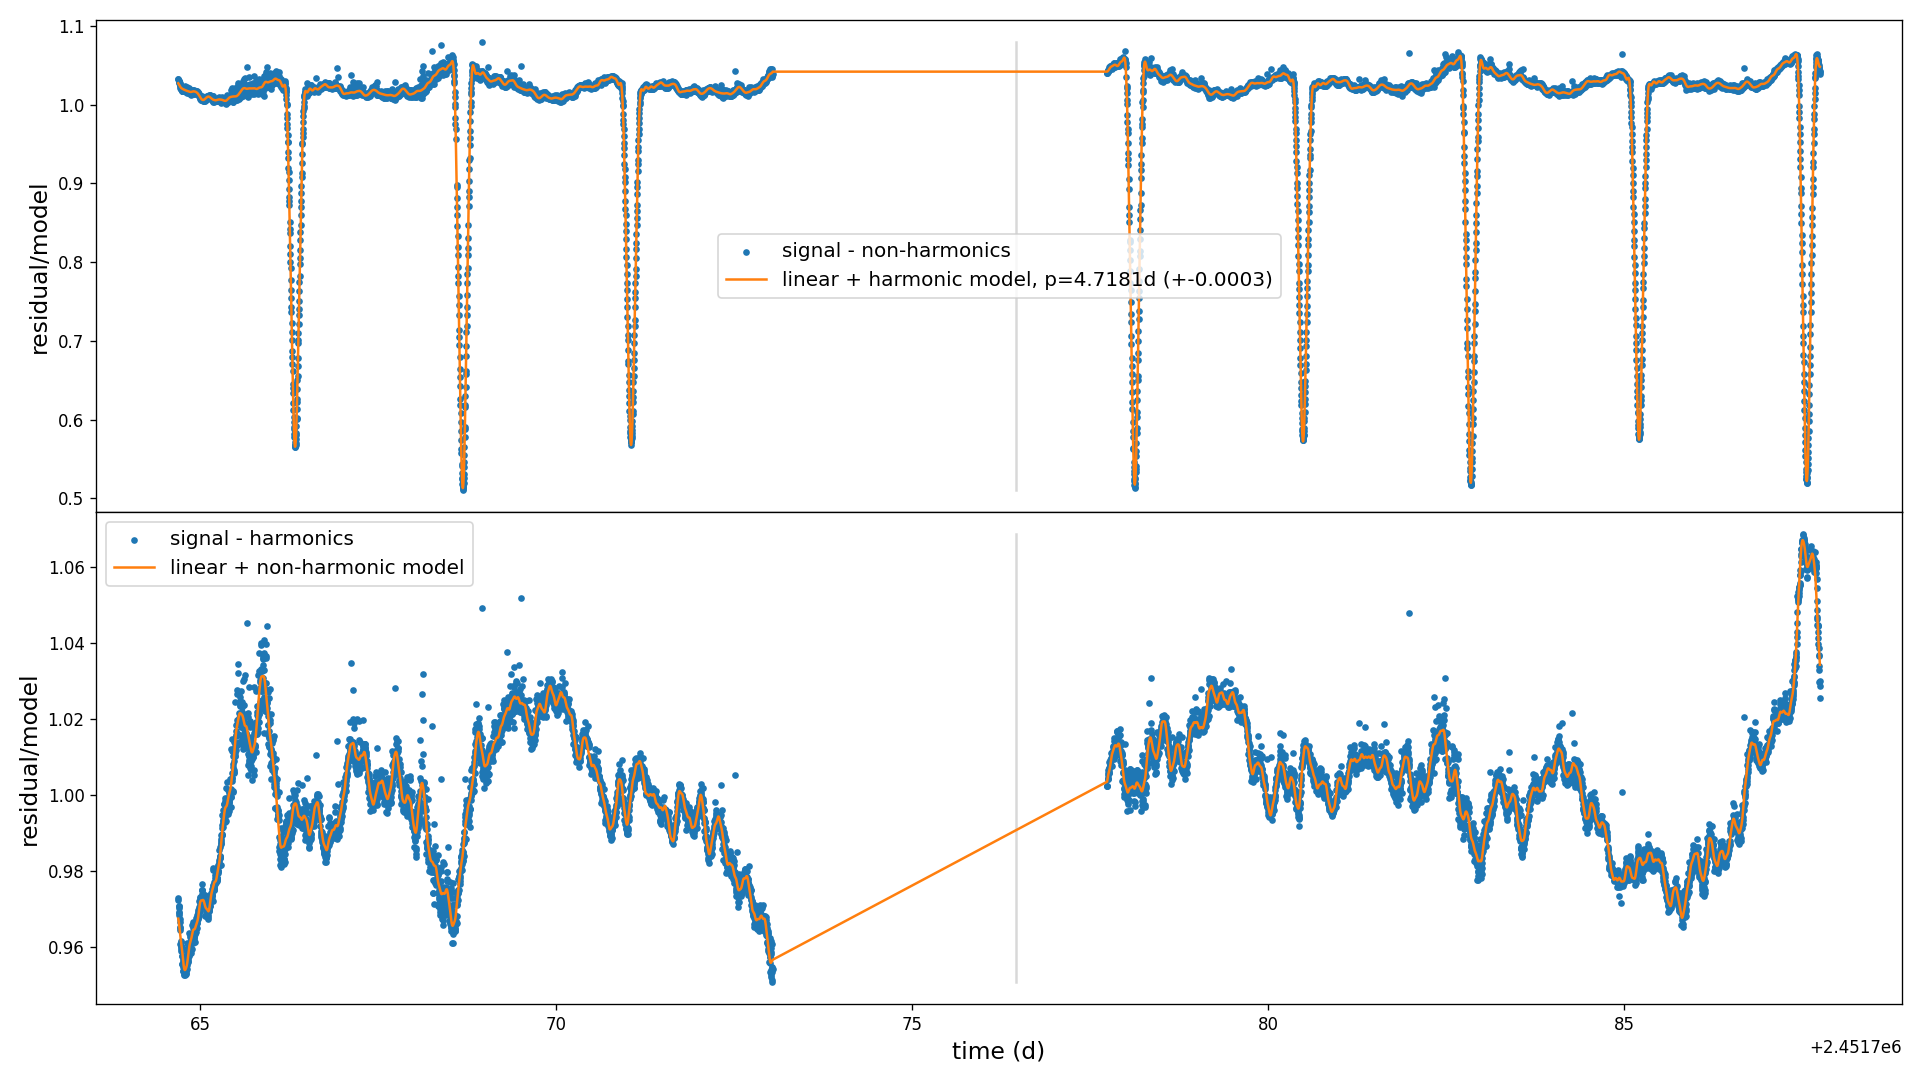 1.1
1.0
0.9
0.8
0.7
0.6
0.5
residual/model
signal - non-harmonics
linear + harmonic model, p=4.7181d (+-0.0003)
signal - harmonics
linear + non-harmonic model
1.06
1.04
1.02
1.00
0.98
0.96
residual/model
65 70 75 80 85
time (d)
+2.4517e6